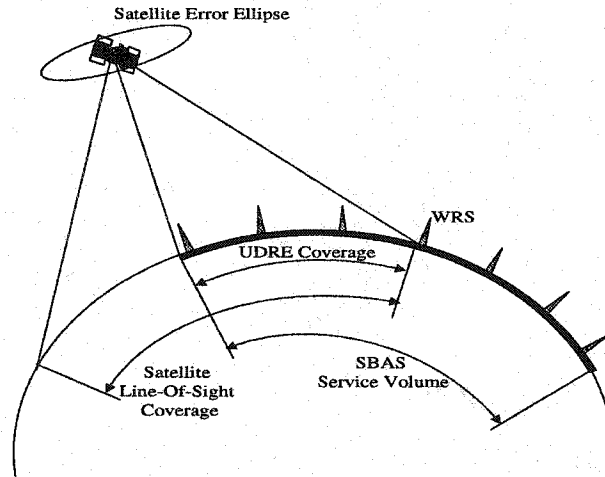 Satellite Error Ellipse
WRS
UDRE Coverage
Satellite
Line-Of-Sight
Coverage
SBAS
Service Volume